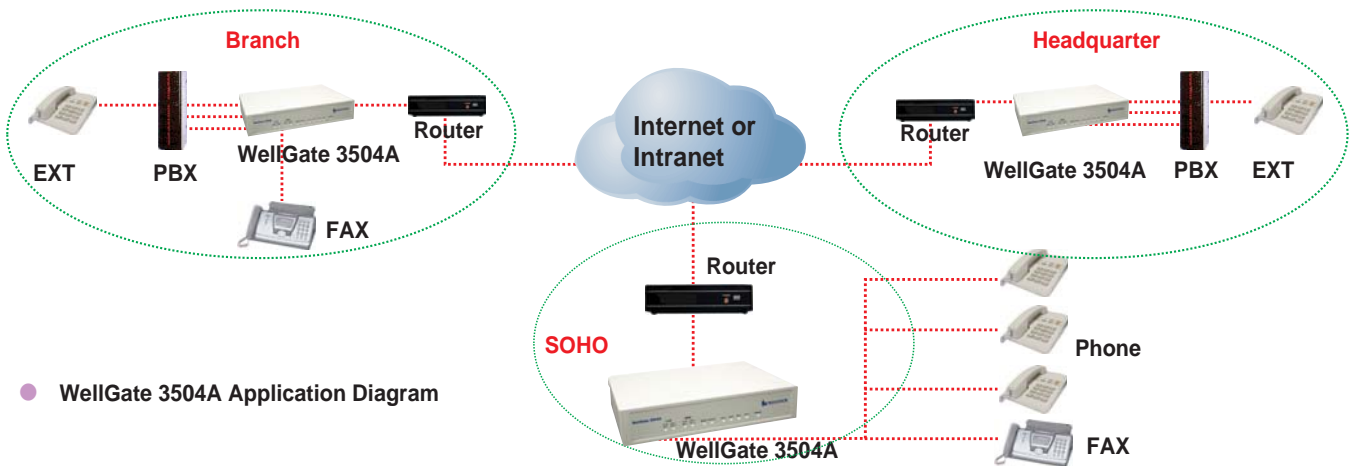 Branch
Headquarter
Internet or
Intranet
Router
WellGate 3504A
EXT
PBX
FAX
Router
WellGate 3504A
PBX
EXT
Router
SOHO
WellGate 3504A
Phone
FAX
WellGate 3504A Application Diagram